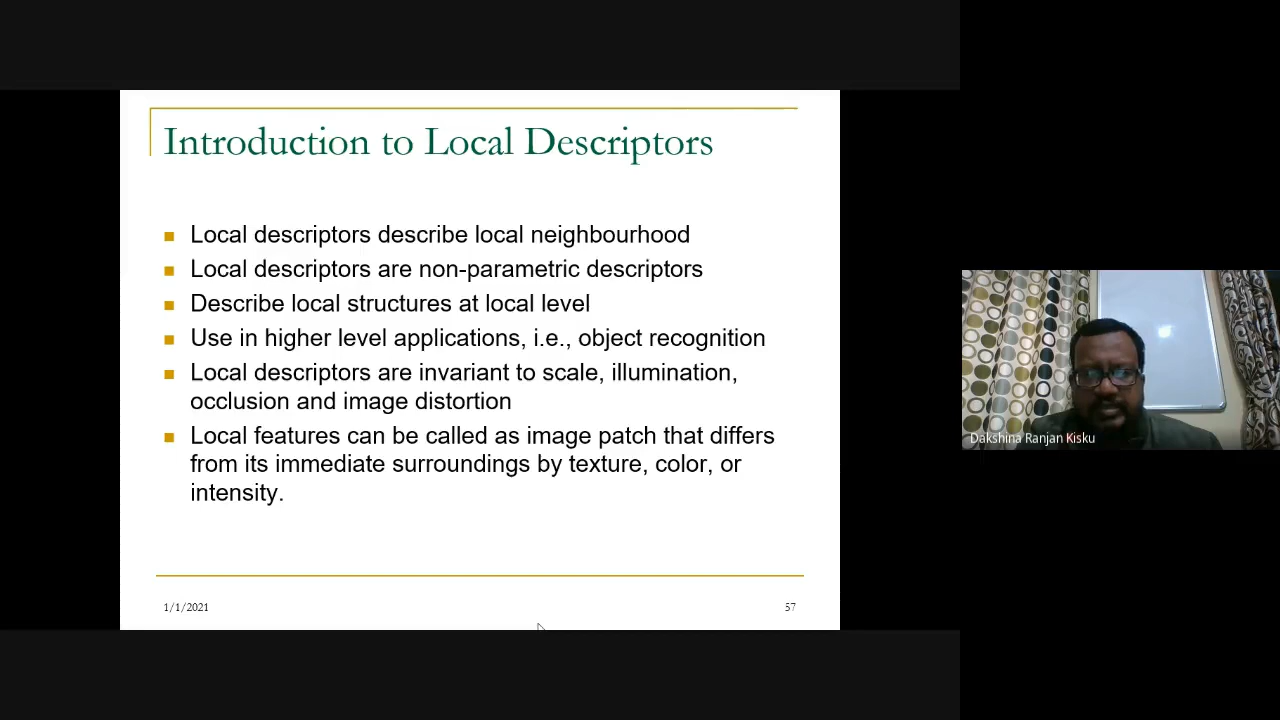 Introduction to Local Descriptors
Local descriptors describe local neighbourhood
Local descriptors are non-parametric descriptors
Describe local structures at local level
Use in higher level applications, i.e., object recognition
Local descriptors are invariant to scale, illumination,
occlusion and image distortion
Local features can be called as image patch that differs
from its immediate surroundings by texture, color, or
intensity.
1/1/2021
57
Dakshina Ranjan Kisku